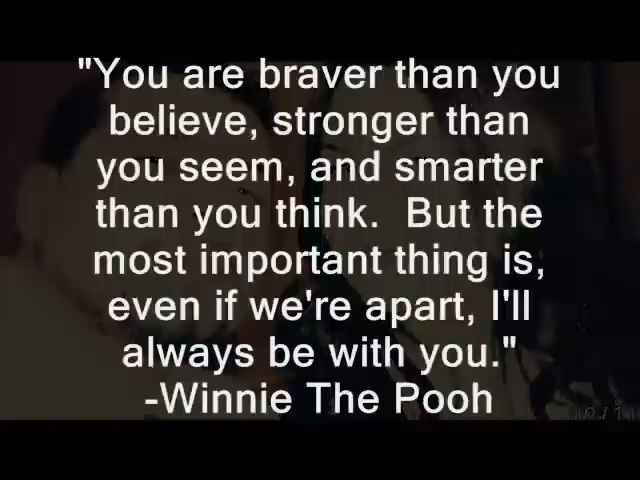 "You are braver than you
believe, stronger than
you seem, and smarter
than you think.  But the
most important thing is,
even if we're apart, I'll
always be with you."
-Winnie The Pooh